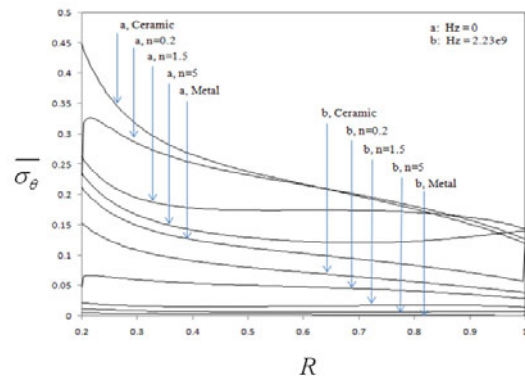 a: Hz = 0
b: Hz = 2.23e9
a, Ceramic
a, n=0.2
a, n=1.5
a, n=5
a, Metal
b, Ceramic
b, n=0.2
b, n=1.5
b, n=5
b, Metal
0.5
0.45
0.4
0.35
0.3
0.25
0.2
0.15
0.1
0.05
0
σθ
0.2
0.3
0.4
0.5
0.6
0.7
0.8
0.9
1
R